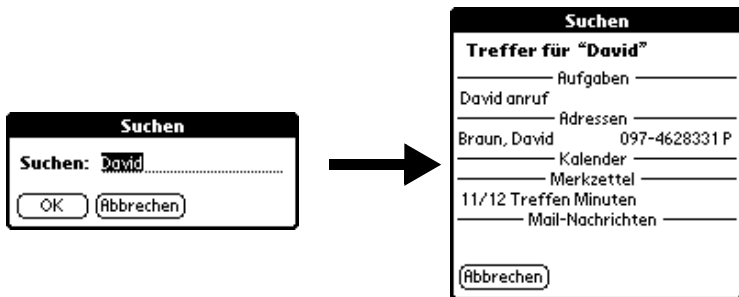 Suchen
Suchen: David
OK Abbrechen
Suchen
Treffer für “David”
Aufgaben
David anruf
Adressen
Braun, David 097-4628331 P
Kalender
Merkzettel
11/12 Treffen Minuten
Mail-Nachrichten
Abbrechen